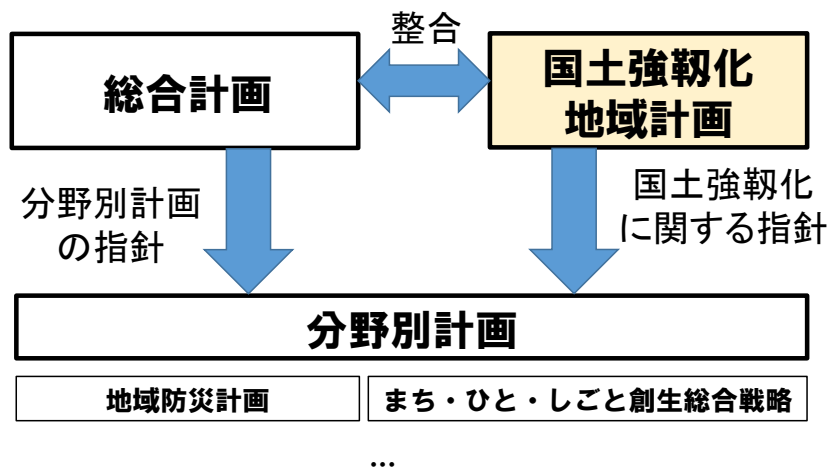 整合
総合計画
国土強靱化
地域計画
分野別計画
の指針
国土強靱化
に関する指針
分野別計画
地域防災計画
まち・ひと・しごと創生総合戦略
…